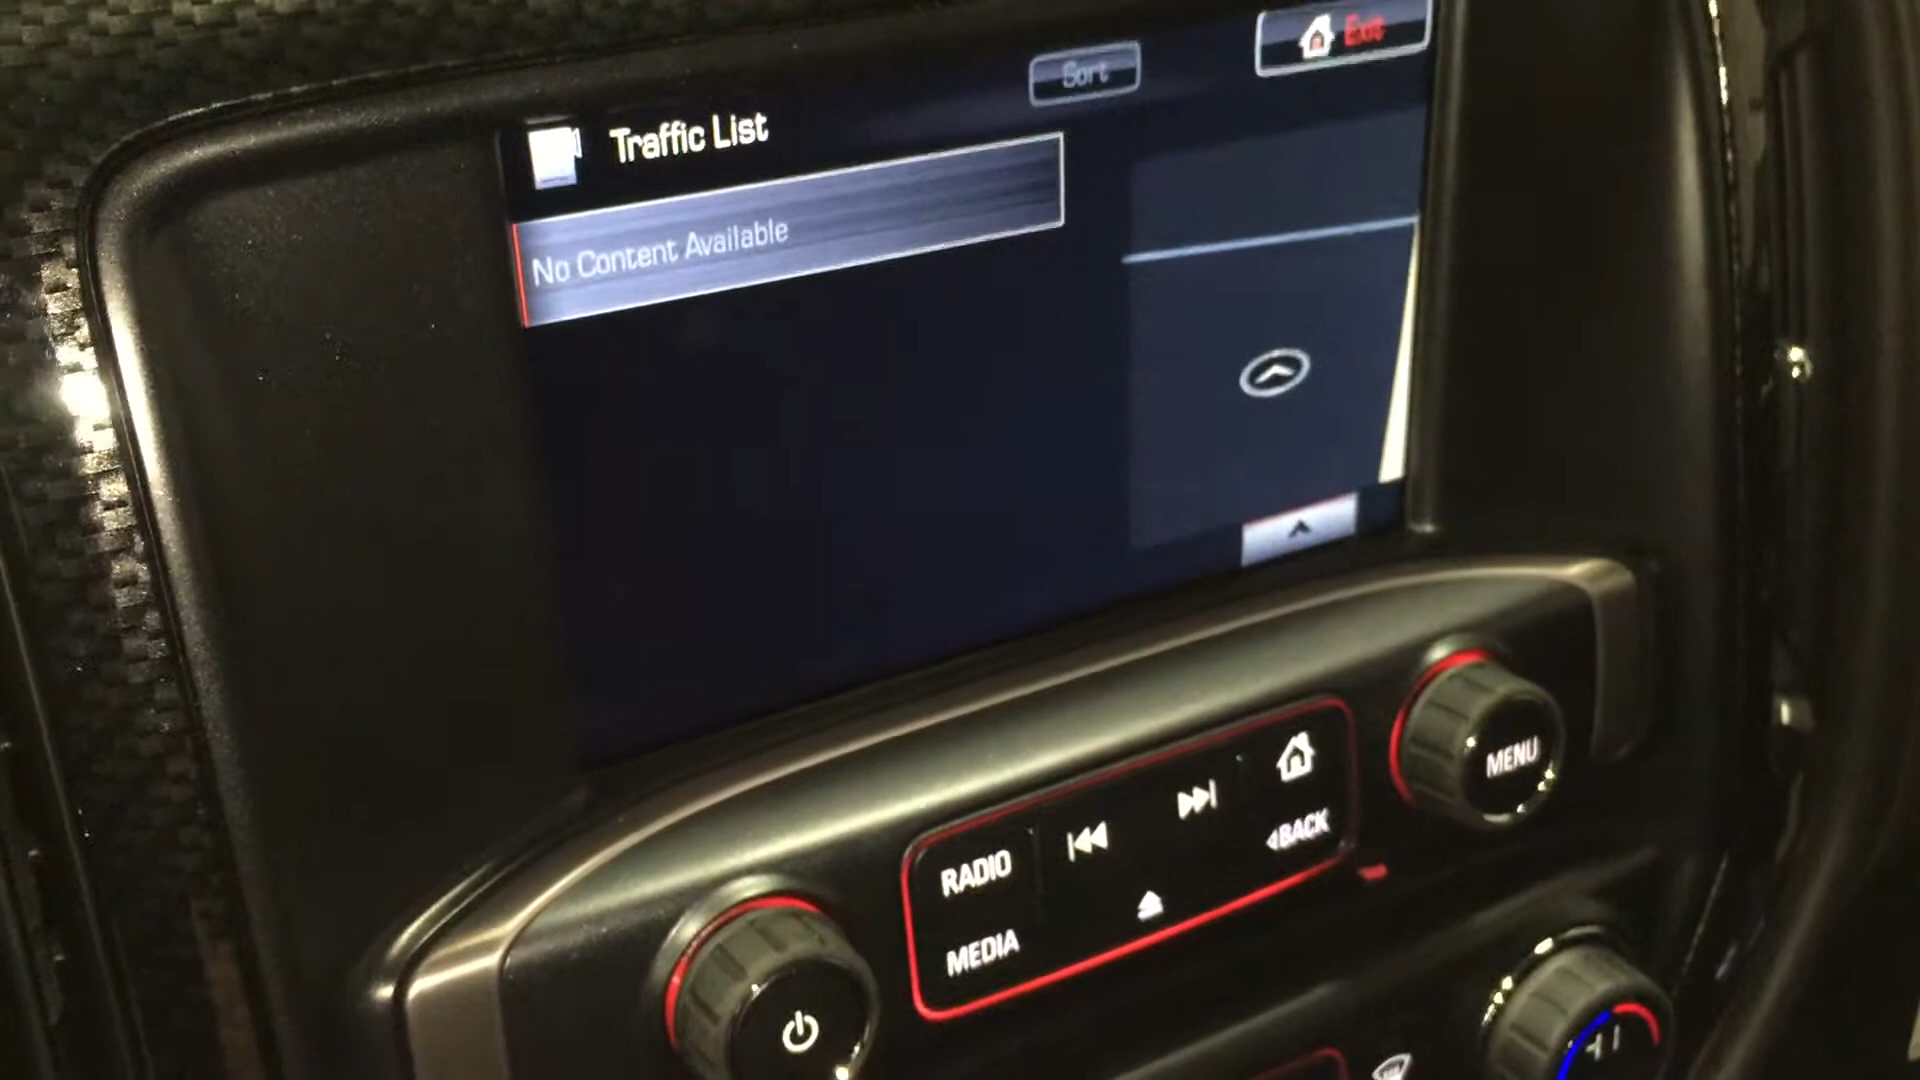 Exit
Sort
Traffic List
No Content Available
MENU
RADIO
BACK
MEDIA